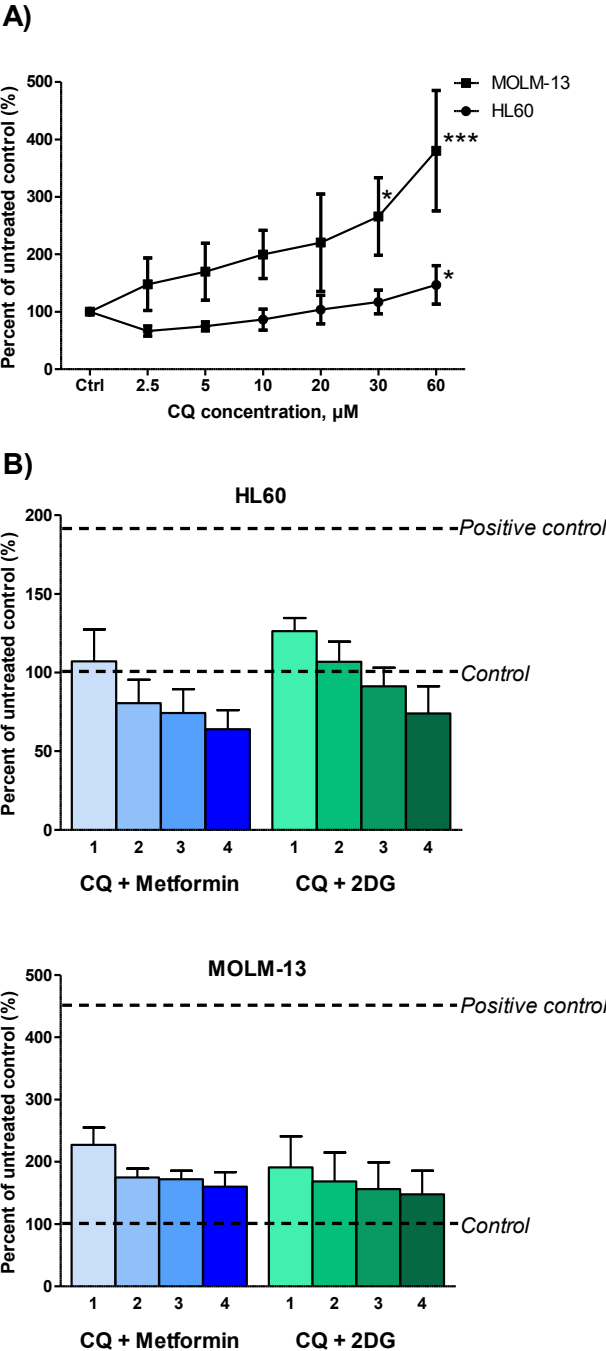 A)
MOLM-13
HL60
Percent of untreated control (%)
500
400
300
200
100
0
***
*
*
Ctrl 2.5 5 10 20 30 60
CQ concentration, µM
B)
HL60
Percent of untreated control (%)
200
150
100
50
0
Positive control
Control
1 2 3 4 1 2 3 4
CQ + Metformin CQ + 2DG
MOLM-13
Percent of untreated control (%)
500
400
300
200
100
0
Positive control
Control
1 2 3 4 1 2 3 4
CQ + Metformin CQ + 2DG